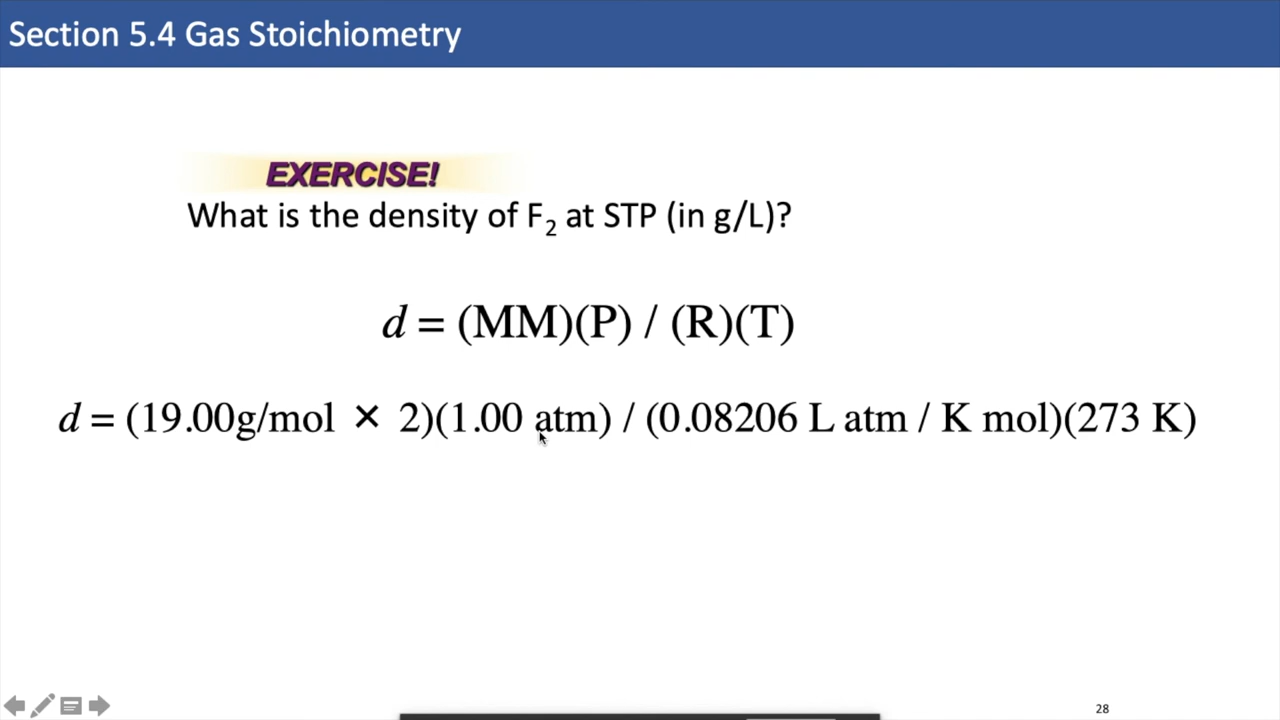 Section 5.4 Gas Stoichiometry
EXERCISE!
What is the density of F₂ at STP (in g/L)?
d = (MM)(P) / (R)(T)
d = (19.00g/mol × 2)(1.00 atm) / (0.08206 L atm / K mol)(273 K)
28